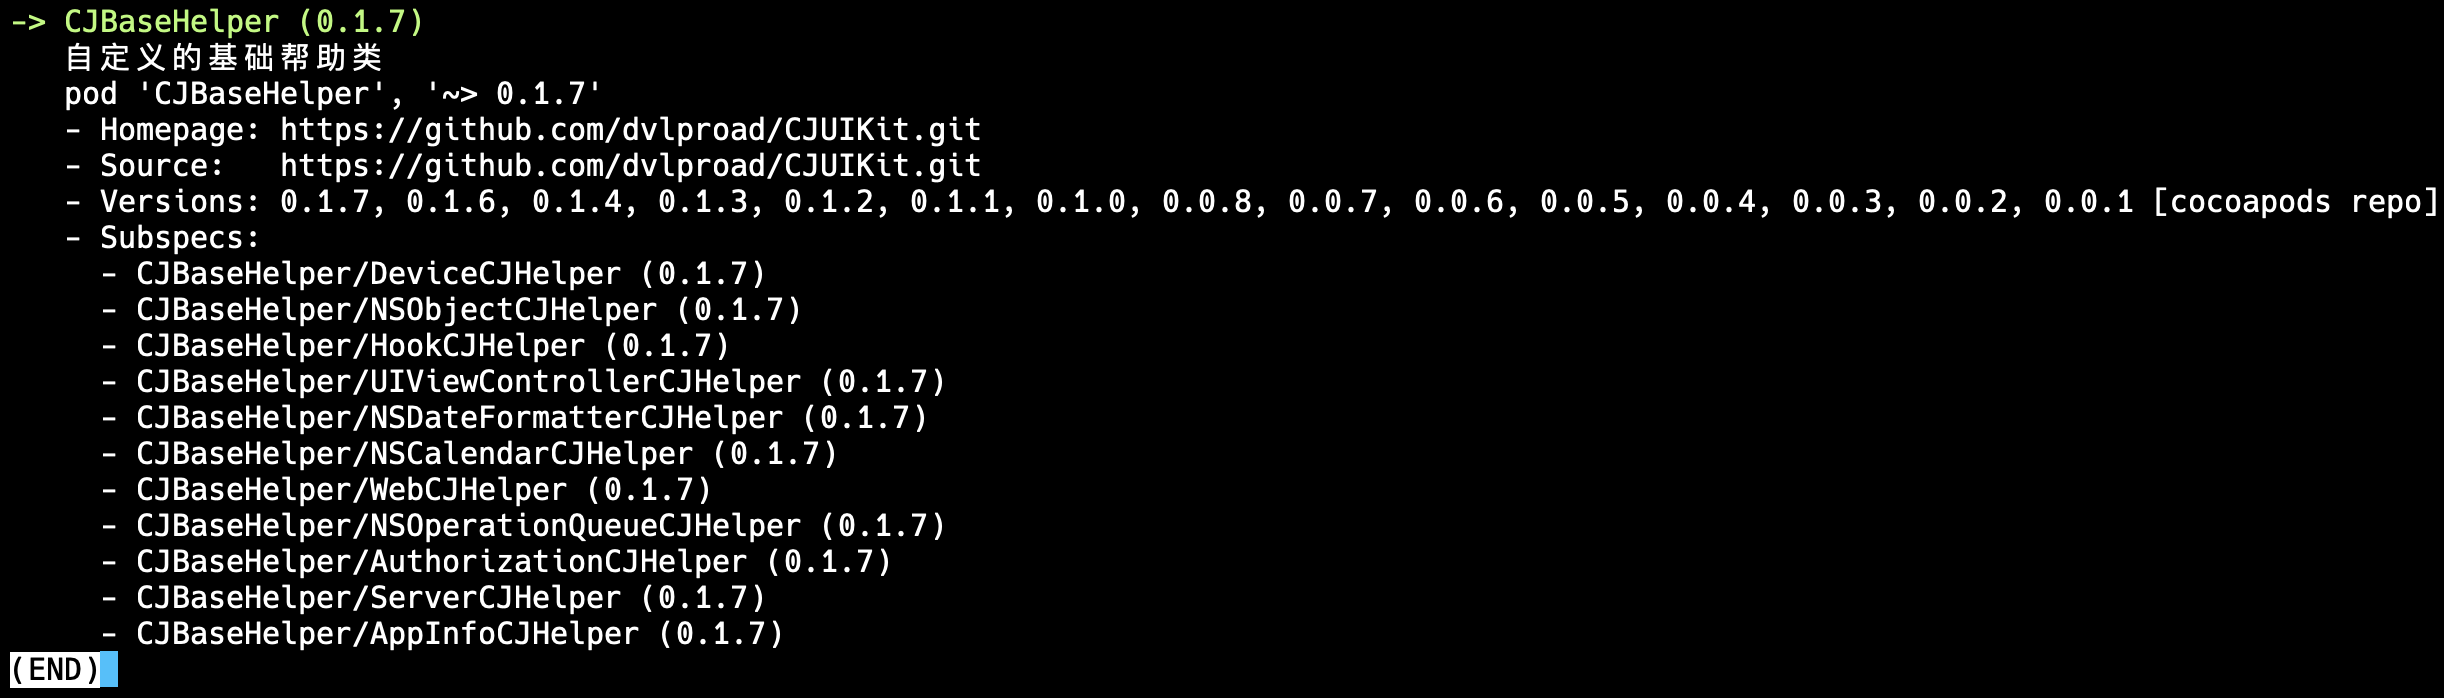 -> CJBaseHelper (0.1.7)
自定义的基础帮助类
pod 'CJBaseHelper', '~> 0.1.7'
- Homepage: https://github.com/dvlproad/CJUIKit.git
- Source:   https://github.com/dvlproad/CJUIKit.git
- Versions: 0.1.7, 0.1.6, 0.1.4, 0.1.3, 0.1.2, 0.1.1, 0.1.0, 0.0.8, 0.0.7, 0.0.6, 0.0.5, 0.0.4, 0.0.3, 0.0.2, 0.0.1 [cocoapods repo]
- Subspecs:
- CJBaseHelper/DeviceCJHelper (0.1.7)
- CJBaseHelper/NSObjectCJHelper (0.1.7)
- CJBaseHelper/HookCJHelper (0.1.7)
- CJBaseHelper/UIViewControllerCJHelper (0.1.7)
- CJBaseHelper/NSDateFormatterCJHelper (0.1.7)
- CJBaseHelper/NSCalendarCJHelper (0.1.7)
- CJBaseHelper/WebCJHelper (0.1.7)
- CJBaseHelper/NSOperationQueueCJHelper (0.1.7)
- CJBaseHelper/AuthorizationCJHelper (0.1.7)
- CJBaseHelper/ServerCJHelper (0.1.7)
- CJBaseHelper/AppInfoCJHelper (0.1.7)
(END)